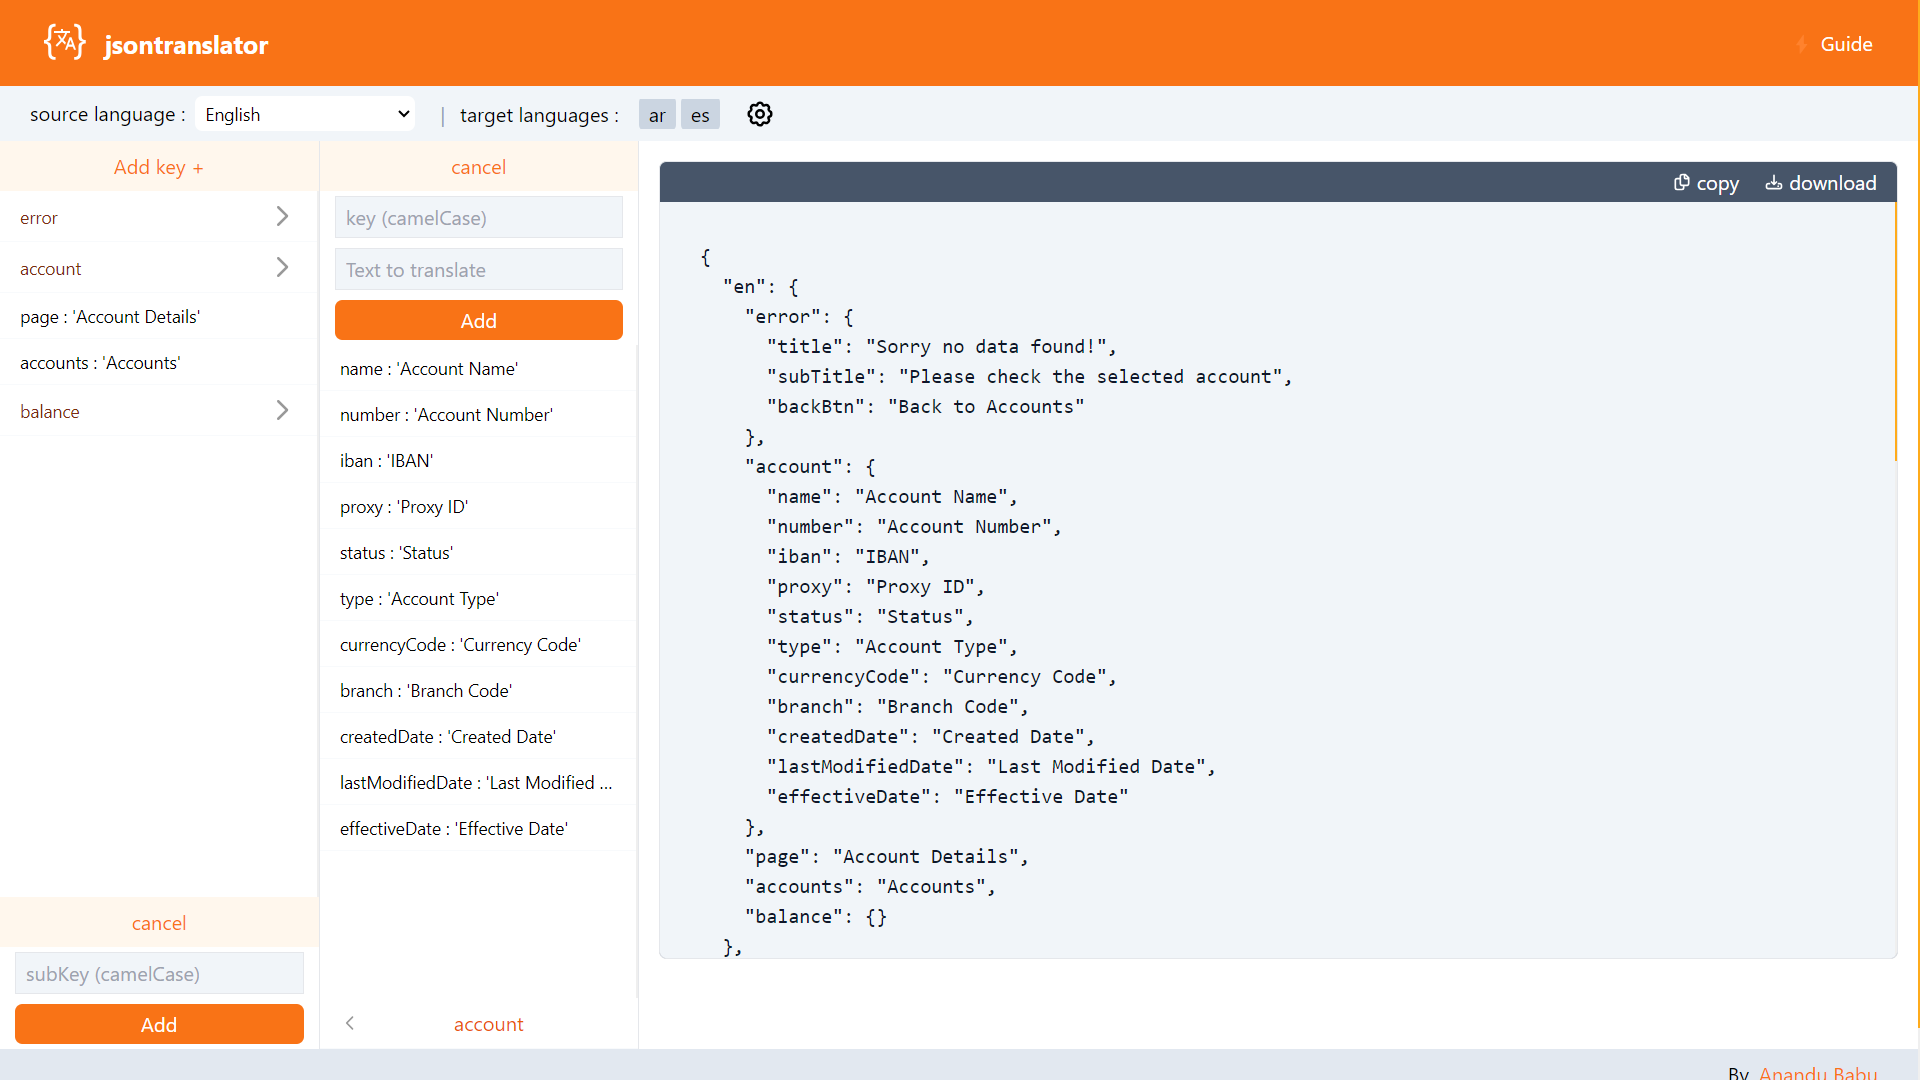 jsontranslator
Guide
source language : English | target languages : ar es
Add key +
error
account
page : 'Account Details'
accounts : 'Accounts'
balance
cancel
subKey (camelCase)
Add
cancel
key (camelCase)
Text to translate
Add
name : 'Account Name'
number : 'Account Number'
iban : 'IBAN'
proxy : 'Proxy ID'
status : 'Status'
type : 'Account Type'
currencyCode : 'Currency Code'
branch : 'Branch Code'
createdDate : 'Created Date'
lastModifiedDate : 'Last Modified ...
effectiveDate : 'Effective Date'
account
copy download
{
"en": {
"error": {
"title": "Sorry no data found!",
"subTitle": "Please check the selected account",
"backBtn": "Back to Accounts"
},
"account": {
"name": "Account Name",
"number": "Account Number",
"iban": "IBAN",
"proxy": "Proxy ID",
"status": "Status",
"type": "Account Type",
"currencyCode": "Currency Code",
"branch": "Branch Code",
"createdDate": "Created Date",
"lastModifiedDate": "Last Modified Date",
"effectiveDate": "Effective Date"
},
"page": "Account Details",
"accounts": "Accounts",
"balance": {}
},
By Anandu Babu